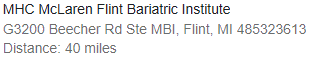 MHC McLaren Flint Bariatric Institute
G3200 Beecher Rd Ste MBI, Flint, MI 485323613
Distance: 40 miles